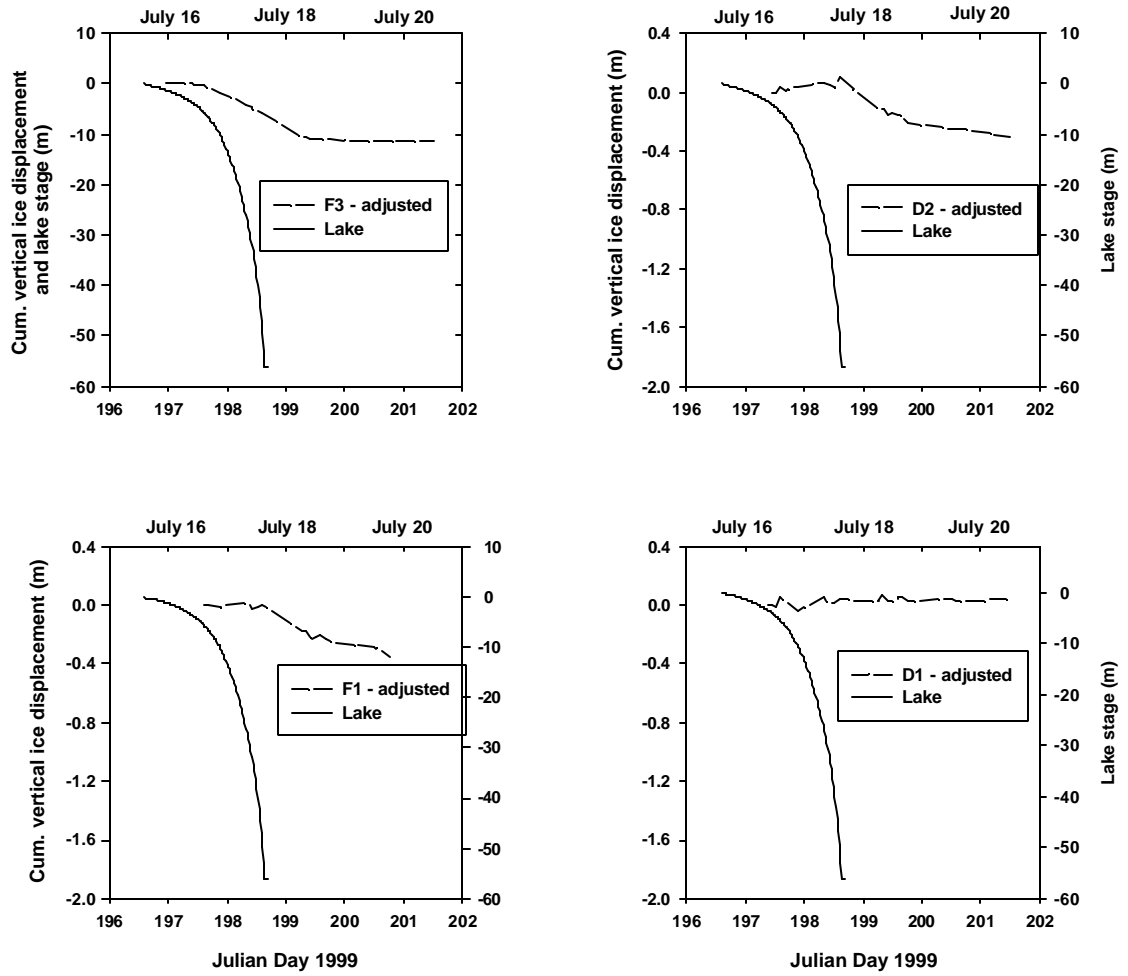 July 16 July 18 July 20
10
0
-10
-20
-30
-40
-50
-60
Cum. vertical ice displacement
and lake stage (m)
F3 - adjusted
Lake
196 197 198 199 200 201 202
July 16 July 18 July 20
0.4
0.0
-0.4
-0.8
-1.2
-1.6
-2.0
Cum. vertical ice displacement (m)
D2 - adjusted
Lake
10
0
-10
-20
-30
-40
-50
-60
Lake stage (m)
196 197 198 199 200 201 202
July 16 July 18 July 20
0.4
0.0
-0.4
-0.8
-1.2
-1.6
-2.0
Cum. vertical ice displacement (m)
F1 - adjusted
Lake
10
0
-10
-20
-30
-40
-50
-60
196 197 198 199 200 201 202
Julian Day 1999
July 16 July 18 July 20
0.4
0.0
-0.4
-0.8
-1.2
-1.6
-2.0
D1 - adjusted
Lake
0
-10
-20
-30
-40
-50
-60
Lake stage (m)
196 197 198 199 200 201 202
Julian Day 1999